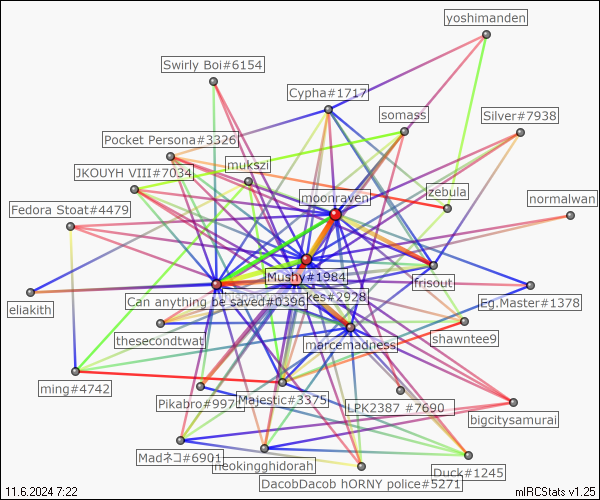 yoshimanden
Swirly Boi#6154
Cypha#1717
somass
Silver#7938
Pocket Persona#3326
mukszi
JKOUYH VIII#7034
moonraven
zebula
normalwan
Fedora Stoat#4479
Mushy#1984
frisout
Can anything be saved#0396
kes#2928
eliakith
Eg.Master#1378
thesecondtwat
marcemadness
shawntee9
ming#4742
Pikabro#997
Majestic#3375
LPK2387 #7690
bigcitysamurai
Madネコ#6901
neokingghidorah
DacobDacob hORNY police#5271
Duck#1245
11.6.2024 7:22
mIRCStats v1.25